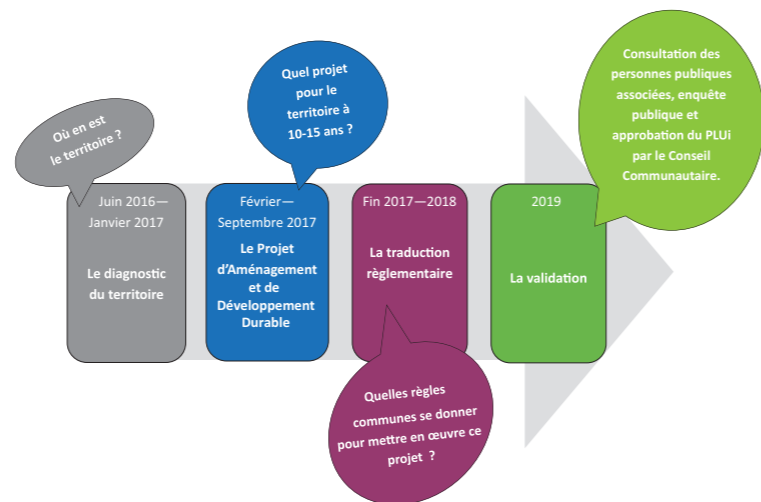 Où en est
le territoire ?
Juin 2016—
Janvier 2017
Le diagnostic
du territoire
Quel projet
pour le
territoire à
10-15 ans ?
Février—
Septembre 2017
Le Projet
d’Aménagement
et de
Développement
Durable
Fin 2017—2018
La traduction
règlementaire
Quelles règles
communes se donner
pour mettre en œuvre ce
projet ?
2019
La validation
Consultation des
personnes publiques
associées, enquête
publique et
approbation du PLUi
par le Conseil
Communautaire.